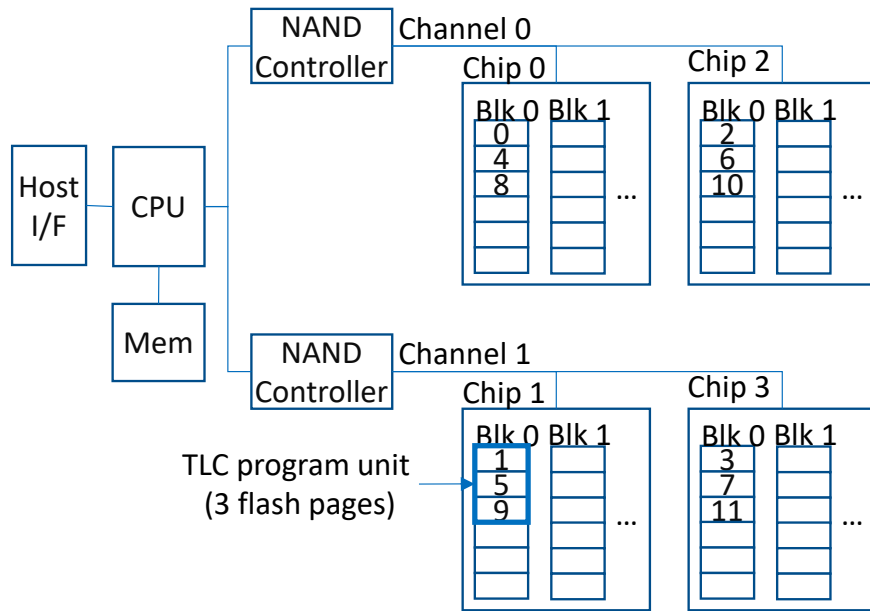 NAND
Controller
Channel 0
Chip 0
Chip 2
Blk 0 Blk 1
0
4
8
...
Blk 0 Blk 1
2
6
10
...
Host
I/F
CPU
Mem
NAND
Controller
Channel 1
Chip 1
Chip 3
Blk 0 Blk 1
1
5
9
...
Blk 0 Blk 1
3
7
11
...
TLC program unit
(3 flash pages)